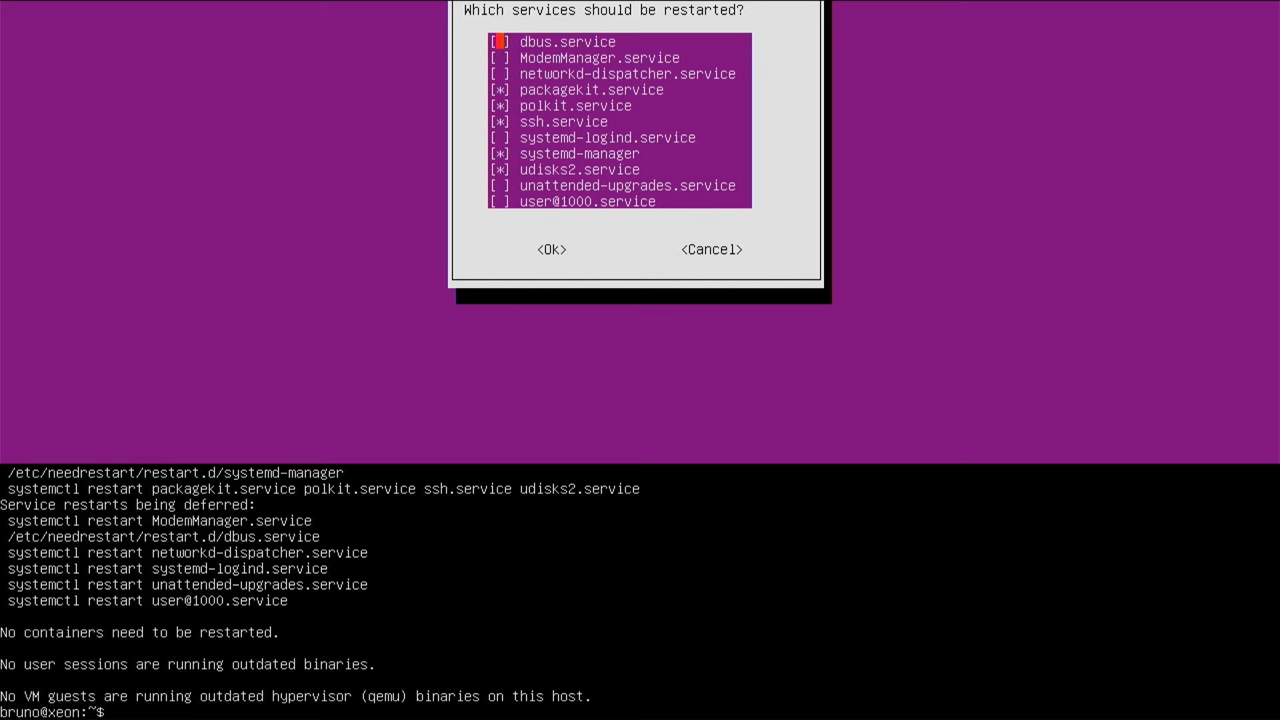 Which services should be restarted?
[ ] dbus.service
[ ] ModemManager.service
[ ] networkd-dispatcher.service
[*] packagekit.service
[*] polkit.service
[*] ssh.service
[ ] systemd-logind.service
[*] systemd-manager
[*] udisks2.service
[ ] unattended-upgrades.service
[ ] user@1000.service
<Ok> <Cancel>
/etc/needrestart/restart.d/systemd-manager
systemctl restart packagekit.service polkit.service ssh.service udisks2.service
Service restarts being deferred:
systemctl restart ModemManager.service
/etc/needrestart/restart.d/dbus.service
systemctl restart networkd-dispatcher.service
systemctl restart systemd-logind.service
systemctl restart unattended-upgrades.service
systemctl restart user@1000.service
No containers need to be restarted.
No user sessions are running outdated binaries.
No VM guests are running outdated hypervisor (qemu) binaries on this host.
bruno@xeon:~$